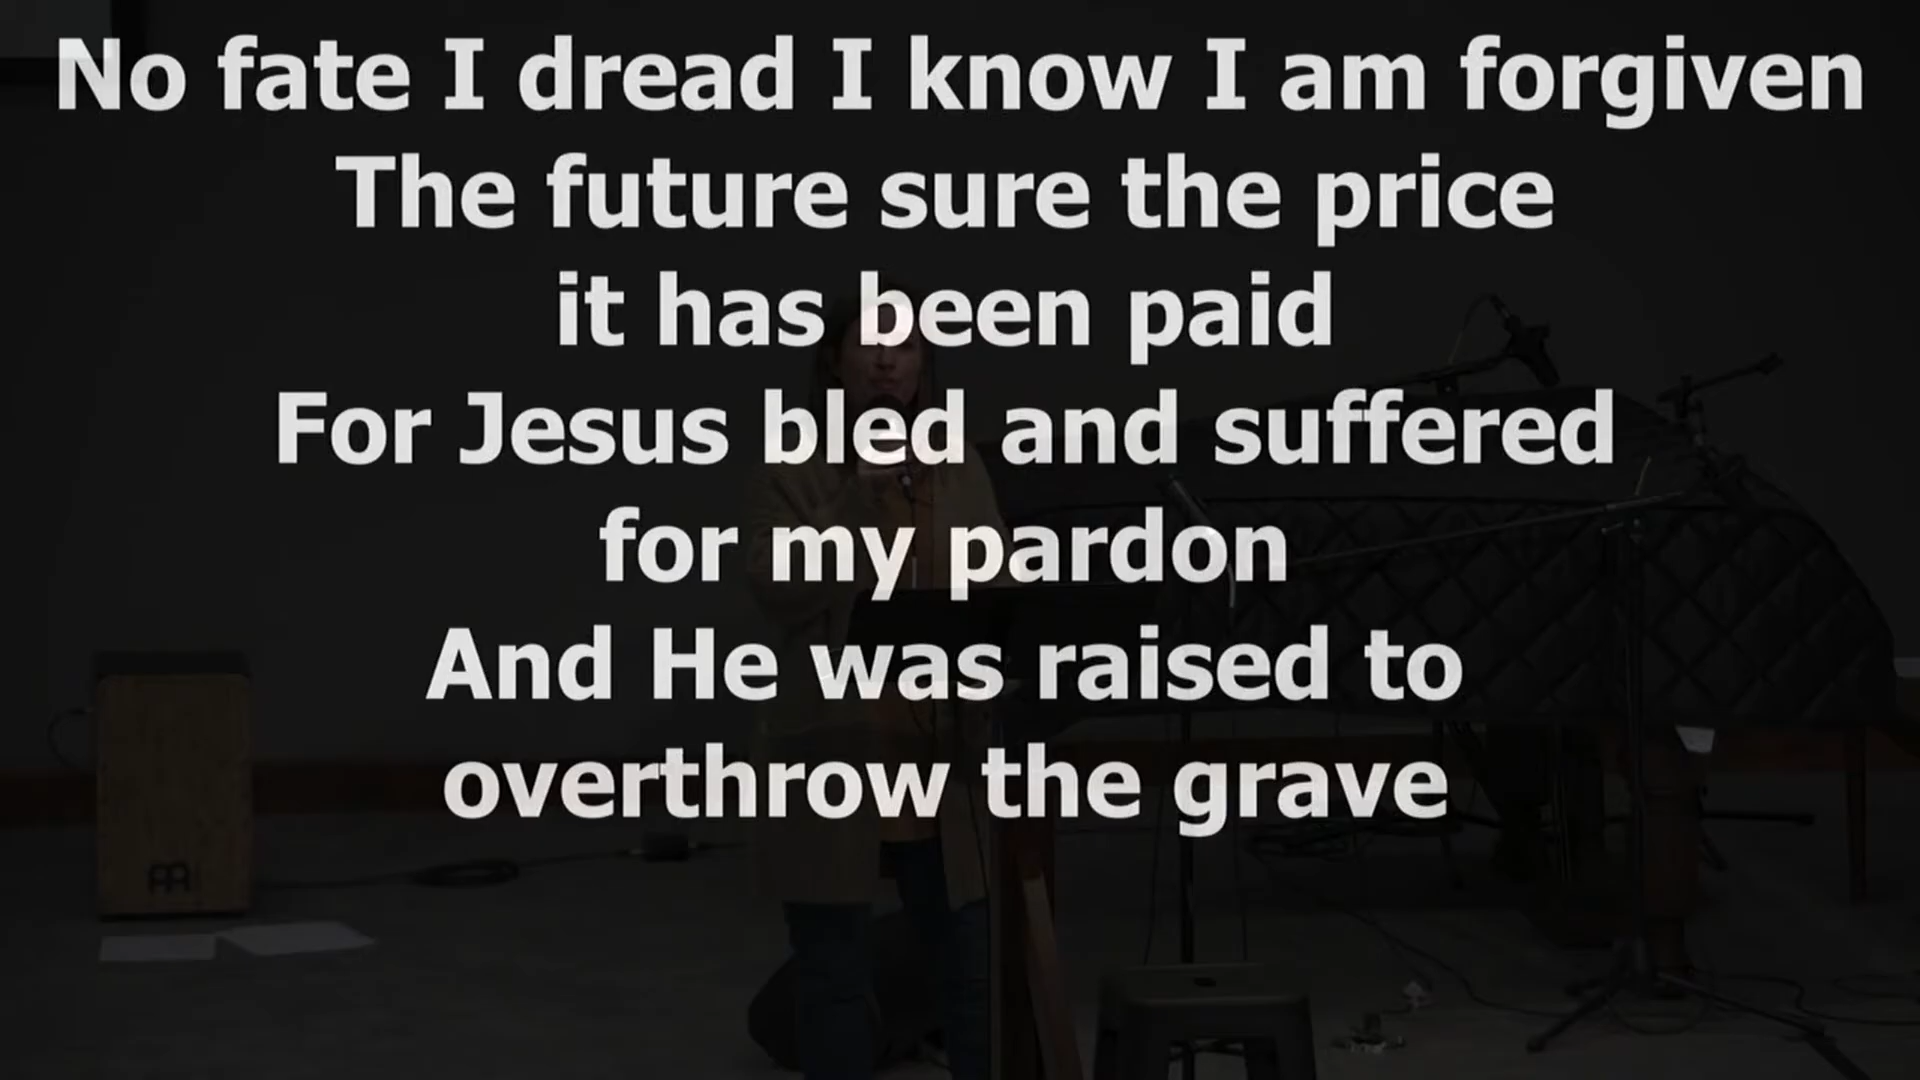 No fate I dread I know I am forgiven
The future sure the price
it has been paid
For Jesus bled and suffered
for my pardon
And He was raised to
overthrow the grave